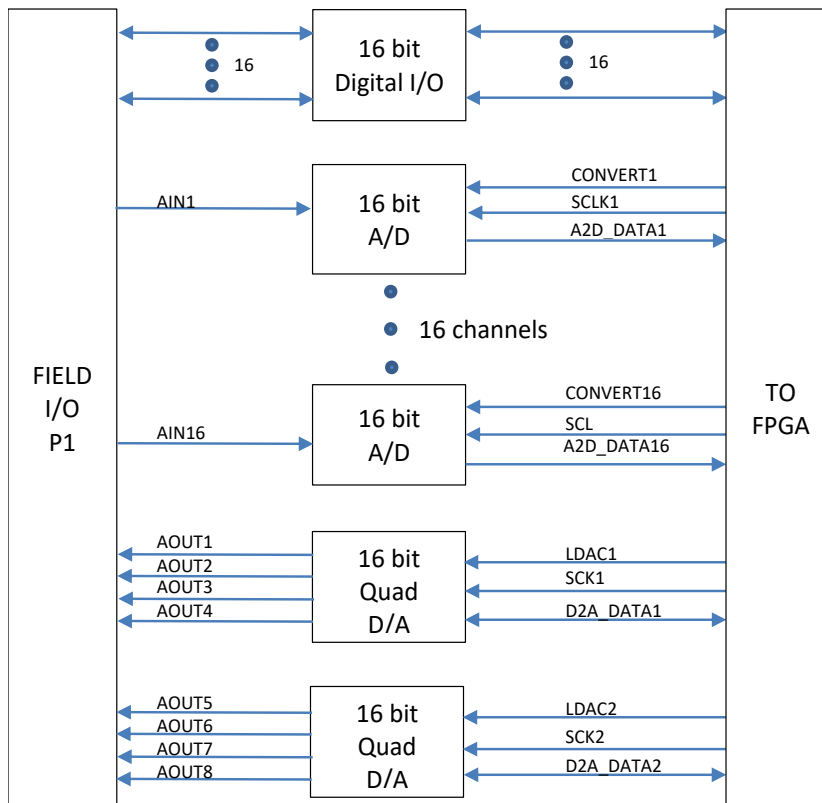 16 bit
Digital I/O
16
16
CONVERT1
AIN1
16 bit
A/D
SCLK1
A2D_DATA1
16 channels
FIELD
I/O
P1
TO
FPGA
CONVERT16
AIN16
16 bit
A/D
SCL
A2D_DATA16
AOUT1
AOUT2
AOUT3
AOUT4
16 bit
Quad
D/A
LDAC1
SCK1
D2A_DATA1
AOUT5
AOUT6
AOUT7
AOUT8
16 bit
Quad
D/A
LDAC2
SCK2
D2A_DATA2